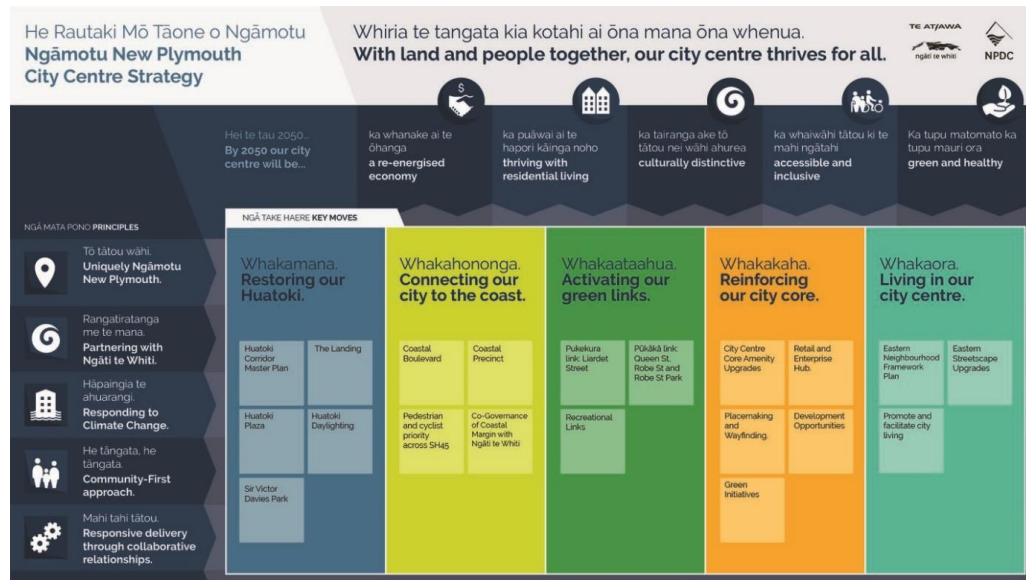 He Rautaki Mō Tāone o Ngāmotu
Ngāmotu New Plymouth
City Centre Strategy
Whiria te tangata kia kotahi ai ōna mana ōna whenua.
With land and people together, our city centre thrives for all.
TE ATIAWA
ngāti te whiti
NPDC
$
Hei te tau 2050...
By 2050 our city
centre will be...
ka whanake ai te
ōhanga
a re-energised
economy
ka puāwai ai te
hapori kāinga noho
thriving with
residential living
ka tairanga ake tō
tātou nei wāhi ahurea
culturally distinctive
ka whaiwāhi tātou ki te
mahi ngātahi
accessible and
inclusive
Ka tupu matomato ka
tupu mauri ora
green and healthy
NGĀ MATA PONO PRINCIPLES
Tō tātou wāhi.
Uniquely Ngāmotu
New Plymouth.
Rangatiratanga
me te mana.
Partnering with
Ngāti te Whiti.
Hāpaingia te
ahuarangi.
Responding to
Climate Change.
He tāngata, he
tāngata.
Community-First
approach.
Mahi tahi tātou.
Responsive delivery
through collaborative
relationships.
NGĀ TAKE HAERE KEY MOVES
Whakamana.
Restoring our
Huatoki.
Huatoki
Corridor
Master Plan
The Landing
Huatoki
Plaza
Huatoki
Daylighting
Sir Victor
Davies Park
Whakahononga.
Connecting our
city to the coast.
Coastal
Boulevard
Coastal
Precinct
Pedestrian
and cyclist
priority
across SH45
Co-Governance
of Coastal
Margin with
Ngāti te Whiti
Whakaataahua.
Activating our
green links.
Pukekura
link: Liardet
Street
Pūkākā link:
Queen St,
Robe St and
Robe St Park
Recreational
Links
Whakakaha.
Reinforcing
our city core.
City Centre
Core Amenity
Upgrades
Retail and
Enterprise
Hub.
Placemaking
and
Wayfinding.
Development
Opportunities
Green
Initiatives
Whakaora.
Living in our
city centre.
Eastern
Neighbourhood
Framework
Plan
Eastern
Streetscape
Upgrades
Promote and
facilitate city
living